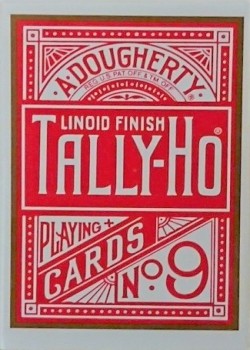 A. DOUGHERTY
REG. U.S. PAT. OFF. & TM. OFF.
LINOID FINISH
TALLY-HO®
PLAYING +
CARDS
No. 9